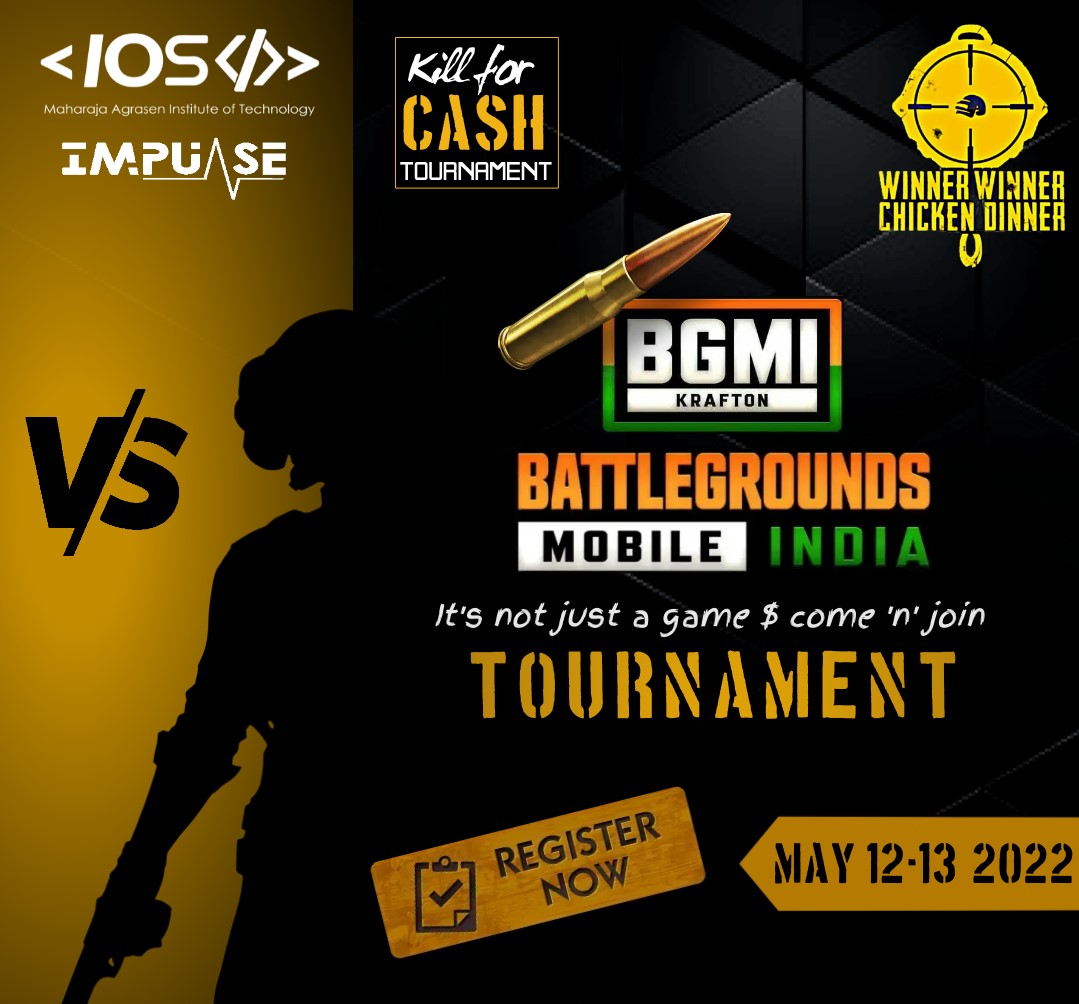 <IOS</>>
Maharaja Agrasen Institute of Technology
IMPULSE
Kill for
CASH
TOURNAMENT
WINNER WINNER
CHICKEN DINNER
BGMI
KRAFTON
BATTLEGROUNDS
MOBILE INDIA
VS
It's not just a game $ come 'n' join
TOURNAMENT
REGISTER
NOW
MAY 12-13 2022